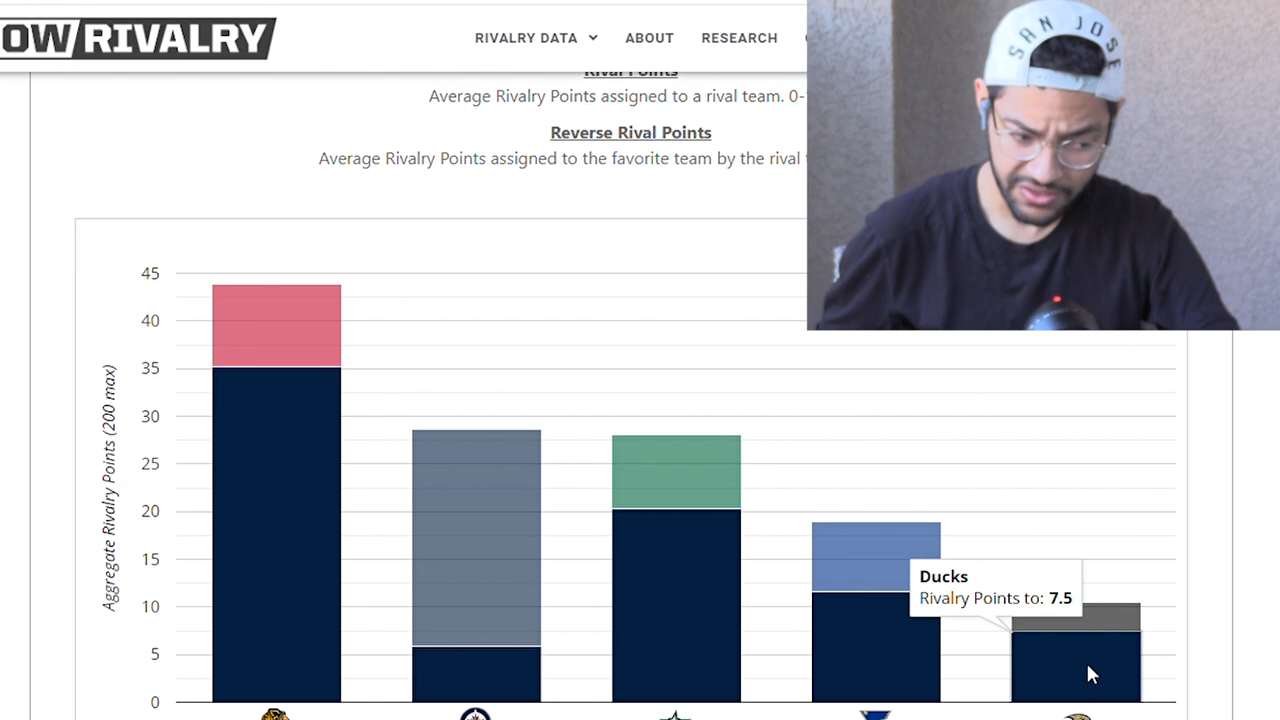 OW RIVALRY
RIVALRY DATA
ABOUT
RESEARCH
Rival Points
Average Rivalry Points assigned to a rival team. 0-
Reverse Rival Points
Average Rivalry Points assigned to the favorite team by the rival
SAN JOSE
45
40
35
30
25
20
15
10
5
0
Aggregate Rivalry Points (200 max)
Ducks
Rivalry Points to: 7.5